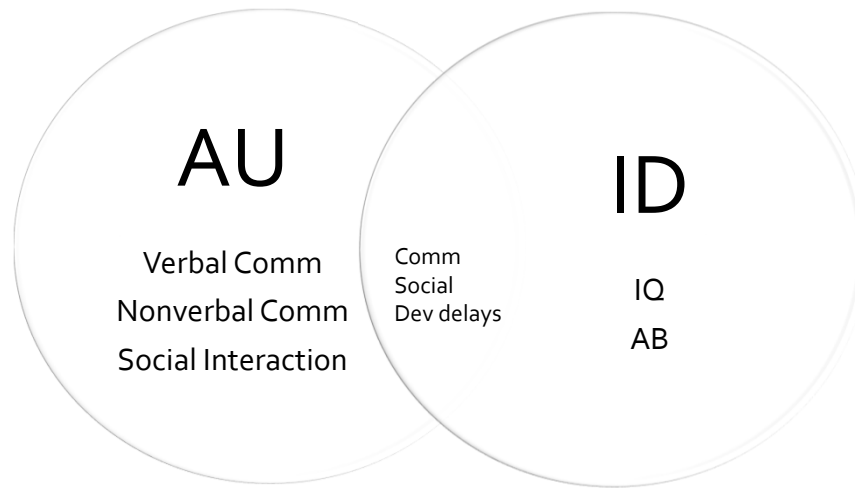 AU
Verbal Comm
Nonverbal Comm
Social Interaction
Comm
Social
Dev delays
ID
IQ
AB